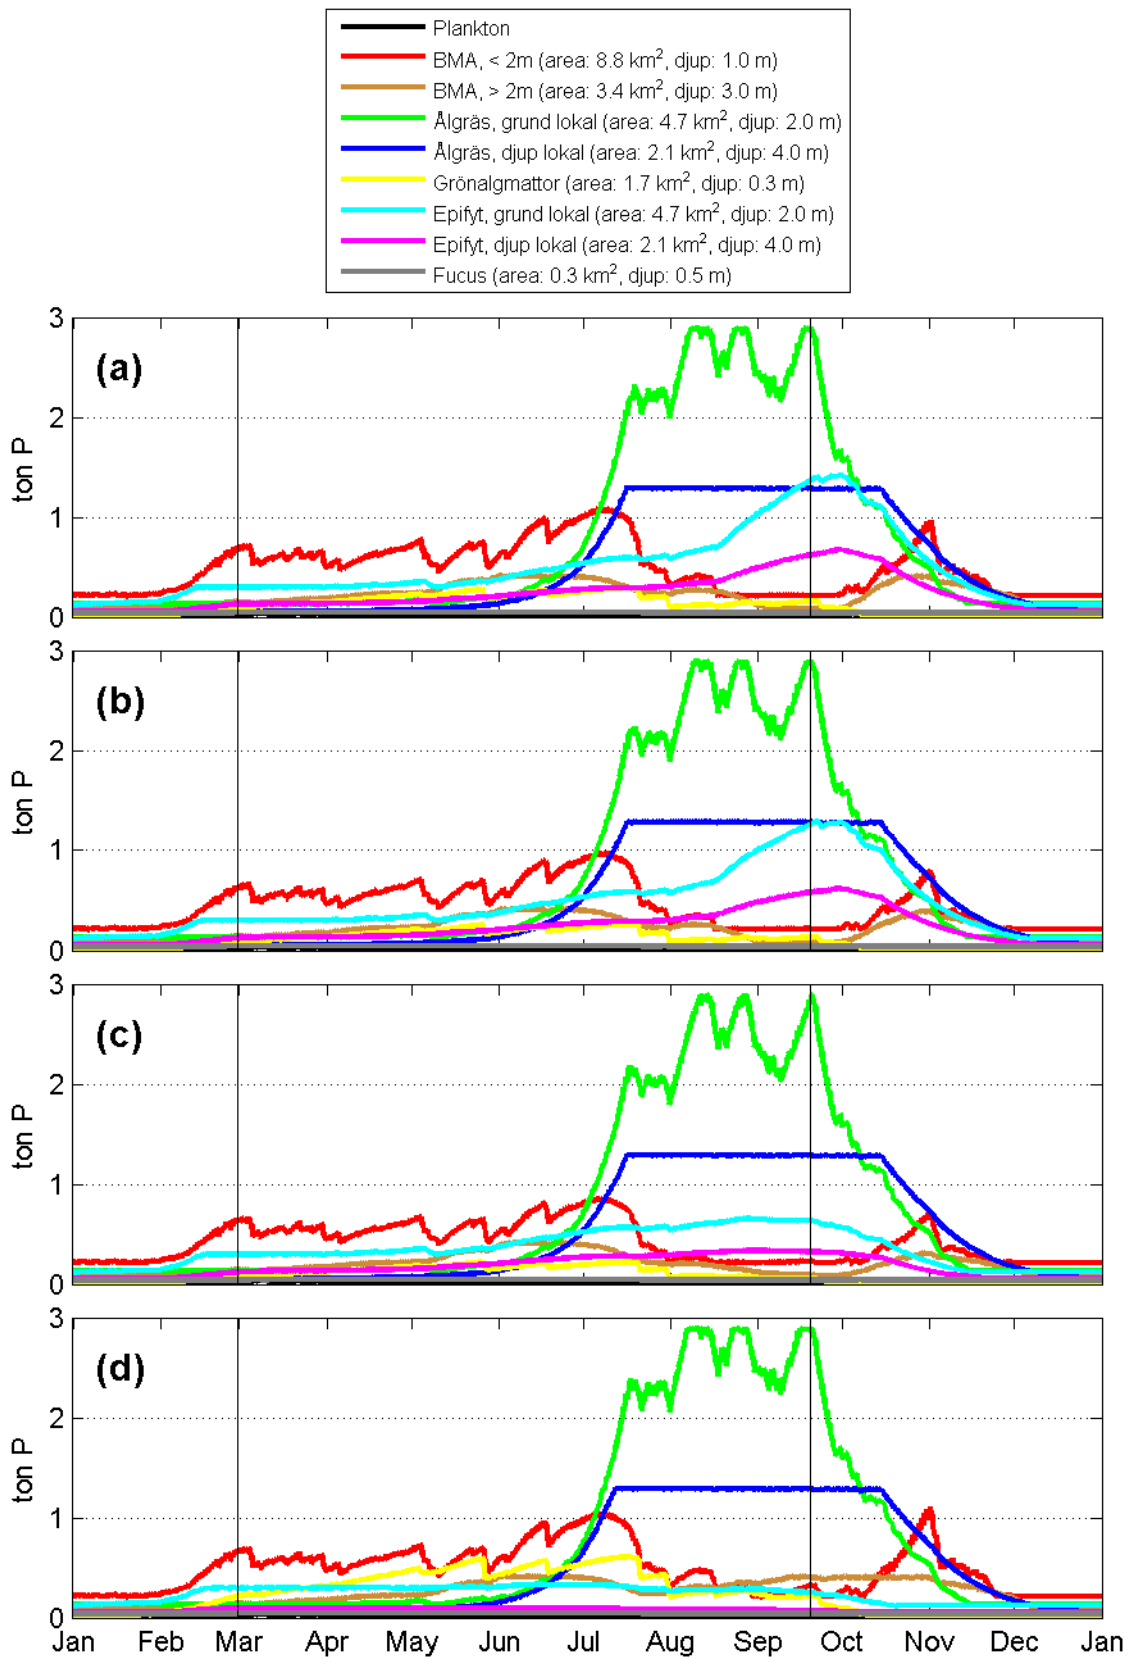 Plankton
BMA, < 2m (area: 8.8 km², djup: 1.0 m)
BMA, > 2m (area: 3.4 km², djup: 3.0 m)
Ålgräs, grund lokal (area: 4.7 km², djup: 2.0 m)
Ålgräs, djup lokal (area: 2.1 km², djup: 4.0 m)
Grönalgmattor (area: 1.7 km², djup: 0.3 m)
Epifyt, grund lokal (area: 4.7 km², djup: 2.0 m)
Epifyt, djup lokal (area: 2.1 km², djup: 4.0 m)
Fucus (area: 0.3 km², djup: 0.5 m)
3
(a)
2
ton P
1
0
3
(b)
2
ton P
1
0
3
(c)
2
ton P
1
0
3
(d)
2
ton P
1
0
Jan Feb Mar Apr May Jun Jul Aug Sep Oct Nov Dec Jan